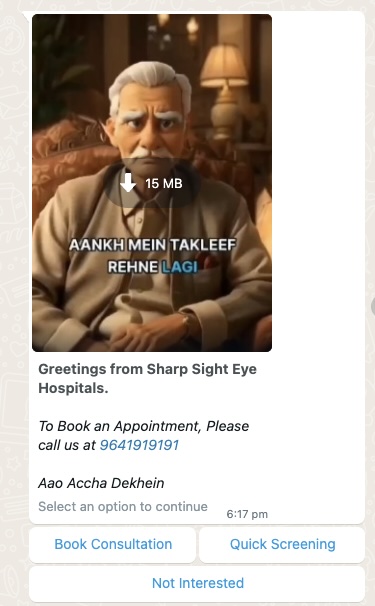 15 MB
AANKH MEIN TAKLEEF
REHNE LAGI
Greetings from Sharp Sight Eye
Hospitals.
To Book an Appointment, Please
call us at 9641919191
Aao Accha Dekhein
Select an option to continue
6:17 pm
Book Consultation
Quick Screening
Not Interested